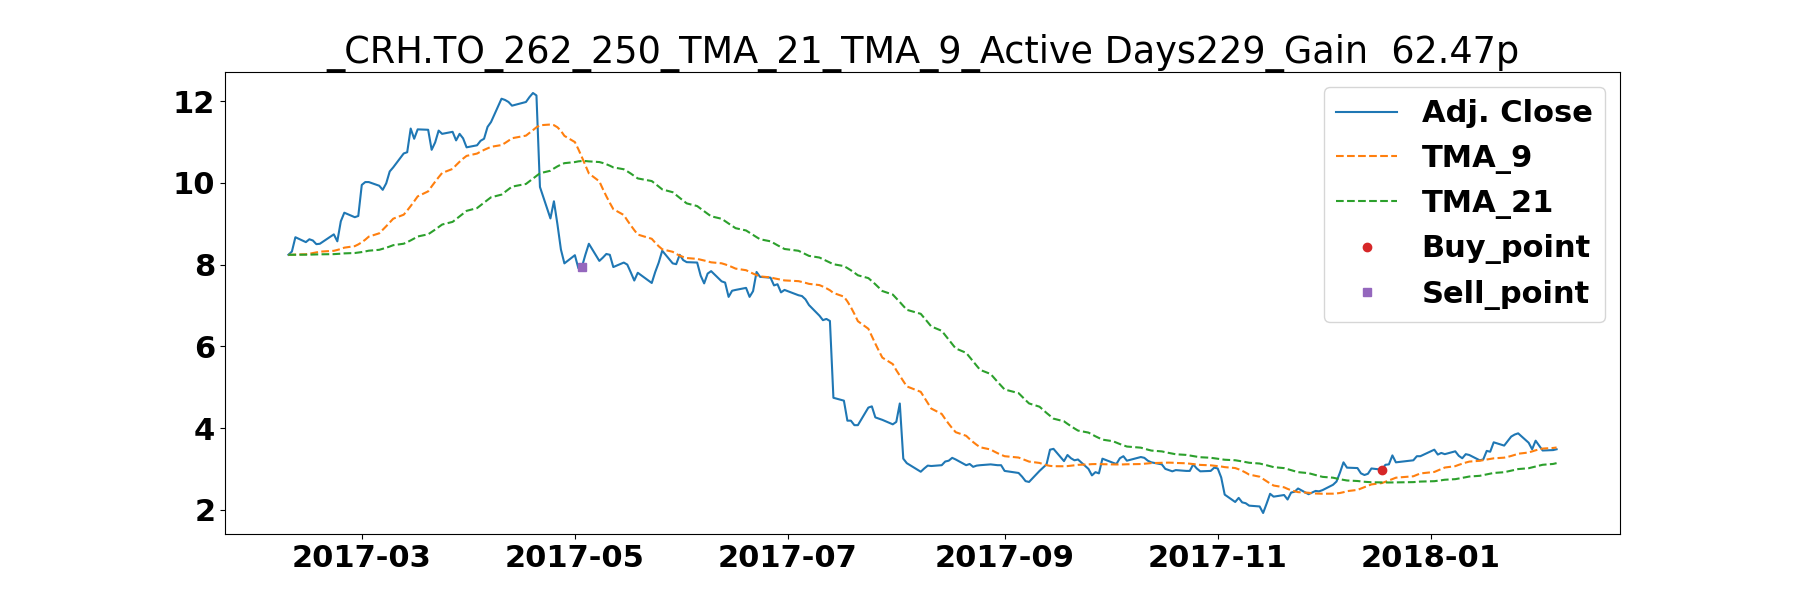 _CRH.TO_262_250_TMA_21_TMA_9_Active Days229_Gain  62.47p
Adj. Close
TMA_9
TMA_21
Buy_point
Sell_point
12
10
8
6
4
2
2017-03 2017-05 2017-07 2017-09 2017-11 2018-01